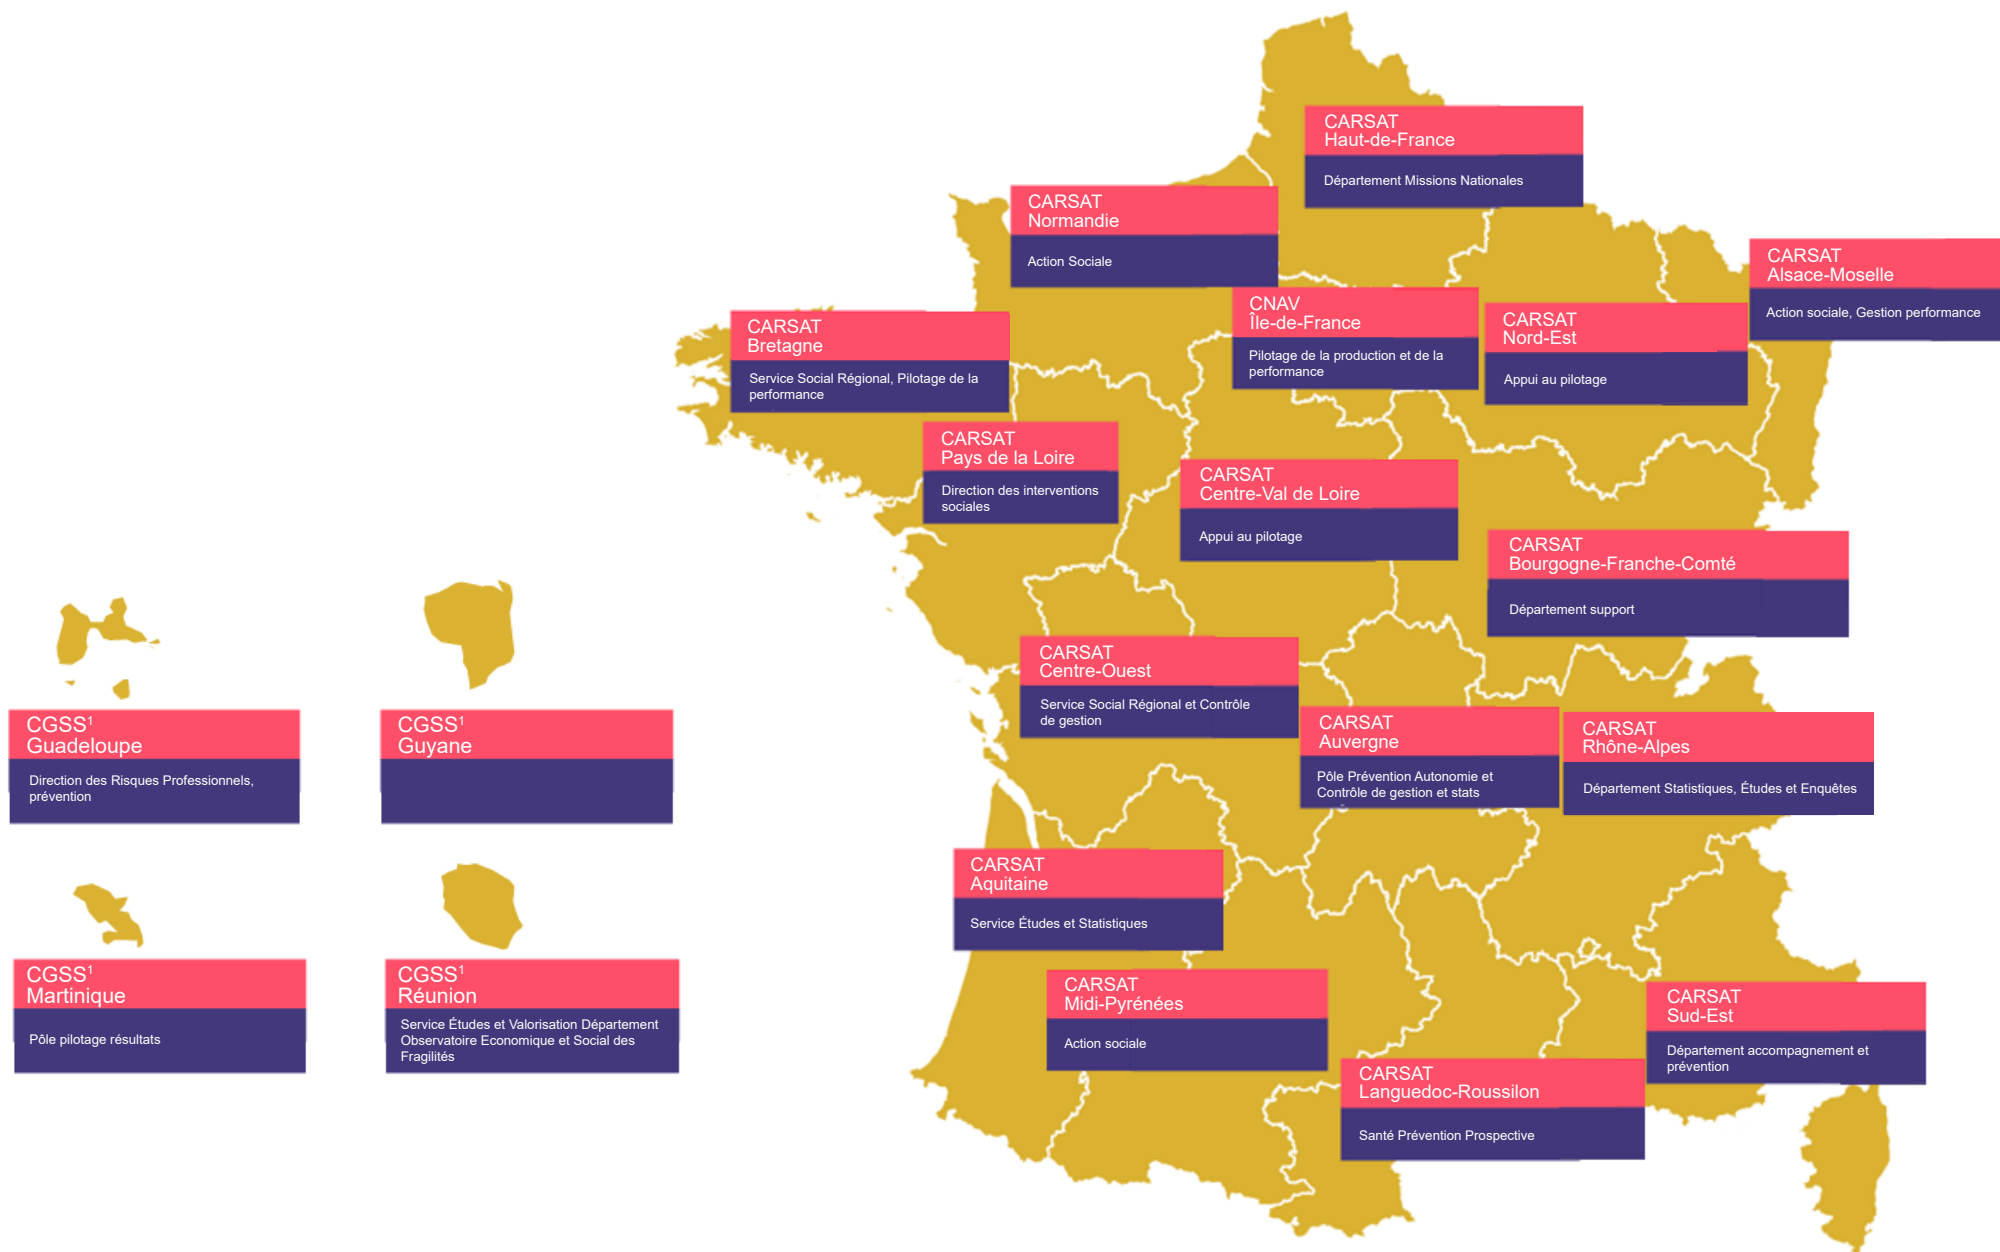 CARSAT
Haut-de-France
Département Missions Nationales
CARSAT
Normandie
Action Sociale
CARSAT
Alsace-Moselle
Action sociale, Gestion performance
CNAV
Île-de-France
Pilotage de la production et de la
performance
CARSAT
Nord-Est
Appui au pilotage
CARSAT
Bretagne
Service Social Régional, Pilotage de la
performance
CARSAT
Pays de la Loire
Direction des interventions
sociales
CARSAT
Centre-Val de Loire
Appui au pilotage
CARSAT
Bourgogne-Franche-Comté
Département support
CARSAT
Centre-Ouest
Service Social Régional et Contrôle
de gestion
CARSAT
Auvergne
Pôle Prévention Autonomie et
Contrôle de gestion et stats
CARSAT
Rhône-Alpes
Département Statistiques, Études et Enquêtes
CGSS¹
Guadeloupe
Direction des Risques Professionnels,
prévention
CGSS¹
Guyane
CARSAT
Aquitaine
Service Études et Statistiques
CGSS¹
Martinique
Pôle pilotage résultats
CGSS¹
Réunion
Service Études et Valorisation Département
Observatoire Economique et Social des
Fragilités
CARSAT
Midi-Pyrénées
Action sociale
CARSAT
Sud-Est
Département accompagnement et
prévention
CARSAT
Languedoc-Roussilon
Santé Prévention Prospective